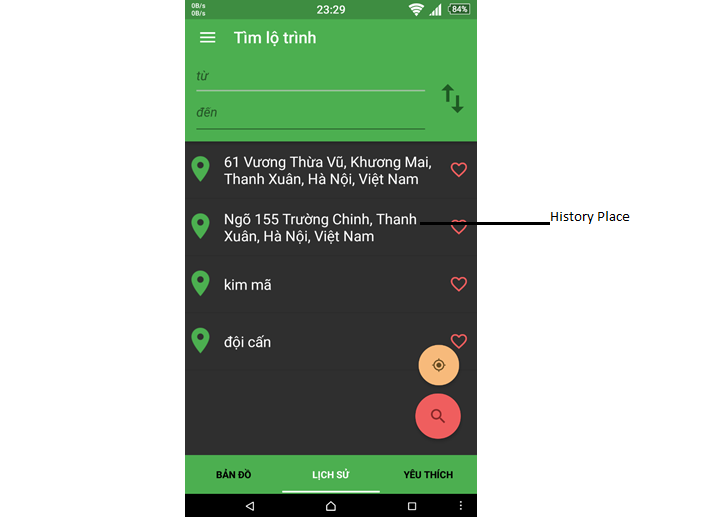 0B/s
0B/s
23:29
84%
Tìm lộ trình
từ
đến
61 Vương Thừa Vũ, Khương Mai,
Thanh Xuân, Hà Nội, Việt Nam
Ngõ 155 Trường Chinh, Thanh
Xuân, Hà Nội, Việt Nam
History Place
kim mã
đội cấn
BẢN ĐỒ
LỊCH SỬ
YÊU THÍCH